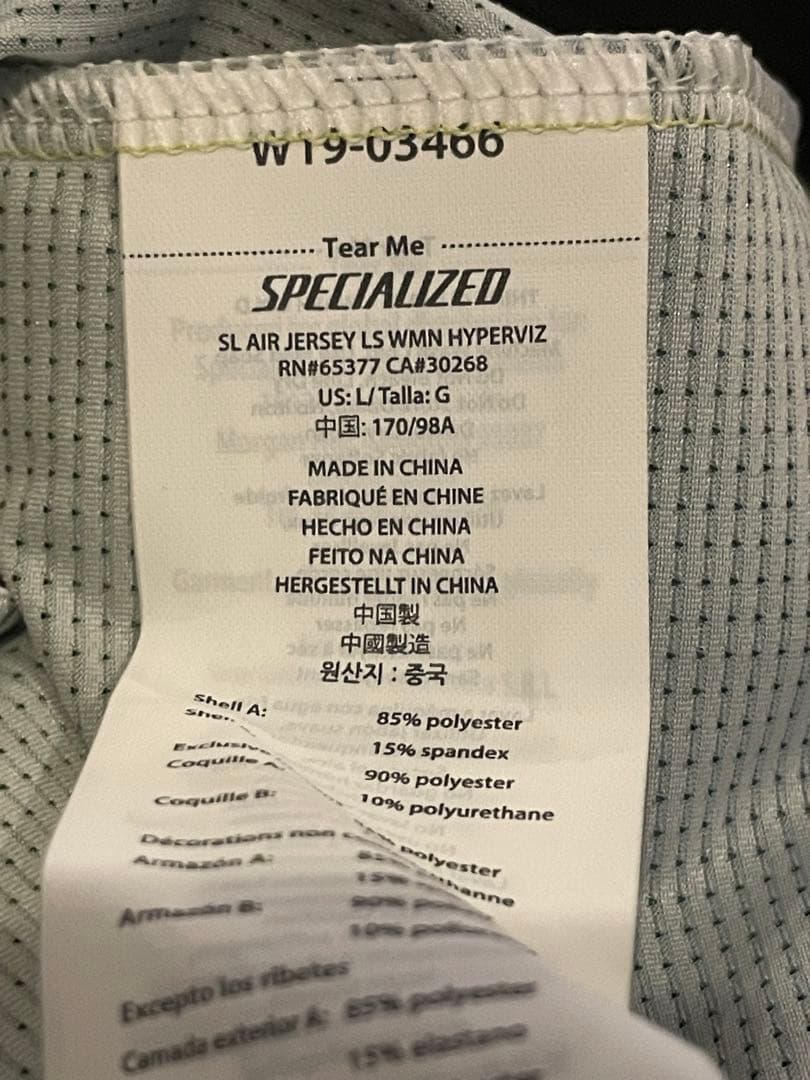 W19-03466
Tear Me
SPECIALIZED
SL AIR JERSEY LS WMN HYPERVIZ
RN#65377 CA#30268
US: L/ Talla: G
中国: 170/98A
MADE IN CHINA
FABRIQUÉ EN CHINE
HECHO EN CHINA
FEITO NA CHINA
HERGESTELLT IN CHINA
中国製
中國製造
원산지 : 중국
Shell A: 85% polyester
15% spandex
90% polyester
Coquille A:
10% polyurethane
Coquille B:
Décorations non
polyester
Armazón A:
Armazón B:
Excepto los ribetes
Camada exterior A: 85% polyester
15% elastano